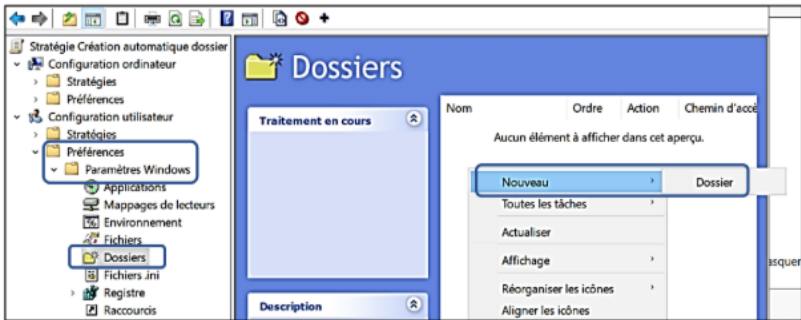 Stratégie Création automatique dossier
Configuration ordinateur
Stratégies
Préférences
Configuration utilisateur
Stratégies
Préférences
Paramètres Windows
Applications
Mappages de lecteurs
Environnement
Fichiers
Dossiers
Fichiers .ini
Registre
Raccourcis
Dossiers
Traitement en cours
Description
Nom Ordre Action Chemin d'accè
Aucun élément à afficher dans cet aperçu.
Nouveau
Dossier
Toutes les tâches
Actualiser
Affichage
Réorganiser les icônes
Aligner les icônes
asquer